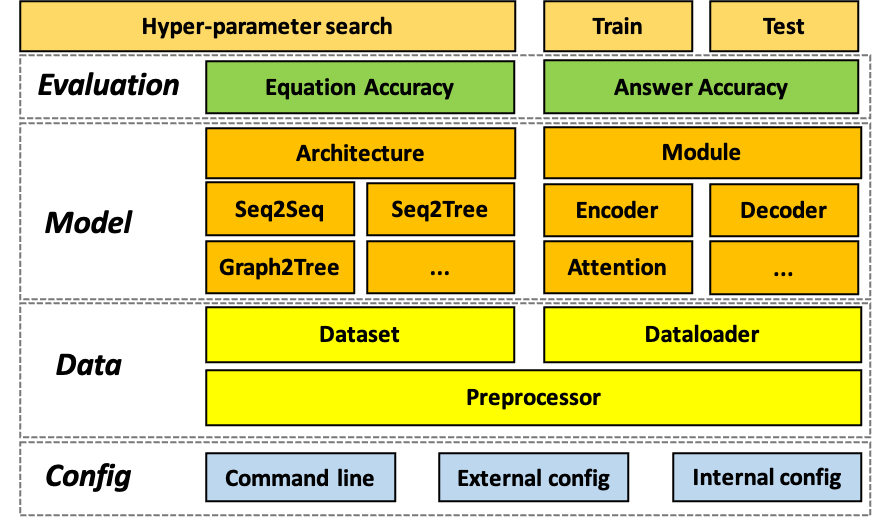 Hyper-parameter search
Train
Test
Evaluation
Equation Accuracy
Answer Accuracy
Model
Architecture
Module
Seq2Seq
Seq2Tree
Encoder
Decoder
Graph2Tree
...
Attention
...
Data
Dataset
Dataloader
Preprocessor
Config
Command line
External config
Internal config